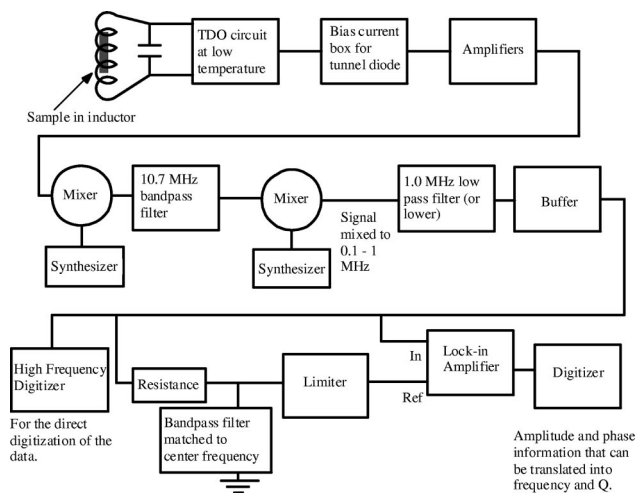 TDO circuit
at low
temperature
Bias current
box for
tunnel diode
Amplifiers
Sample in inductor
Mixer
10.7 MHz
bandpass
filter
Mixer
1.0 MHz low
pass filter (or
lower)
Buffer
Signal
mixed to
0.1 - 1
MHz
Synthesizer
Synthesizer
High Frequency
Digitizer
Resistance
Limiter
In
Ref
Lock-in
Amplifier
Digitizer
For the direct
digitization of the
data.
Bandpass filter
matched to
center frequency
Amplitude and phase
information that can
be translated into
frequency and Q.